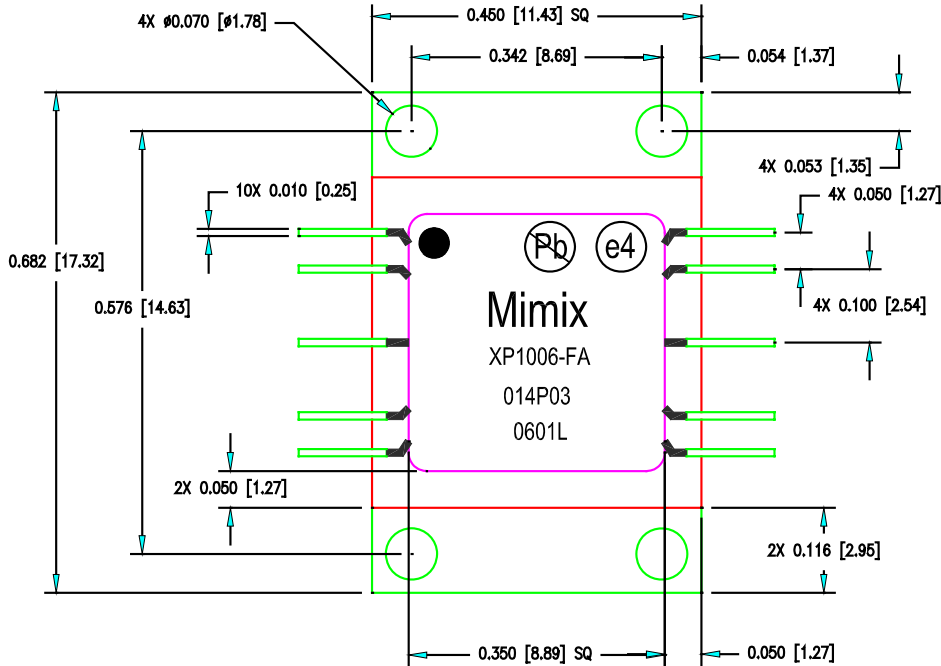 0.450 [11.43] SQ
4X ø0.070 [ø1.78]
0.342 [8.69]
0.054 [1.37]
4X 0.053 [1.35]
10X 0.010 [0.25]
4X 0.050 [1.27]
Pb
e4
0.682 [17.32]
0.576 [14.63]
4X 0.100 [2.54]
Mimix
XP1006-FA
014P03
0601L
2X 0.050 [1.27]
2X 0.116 [2.95]
0.350 [8.89] SQ
0.050 [1.27]